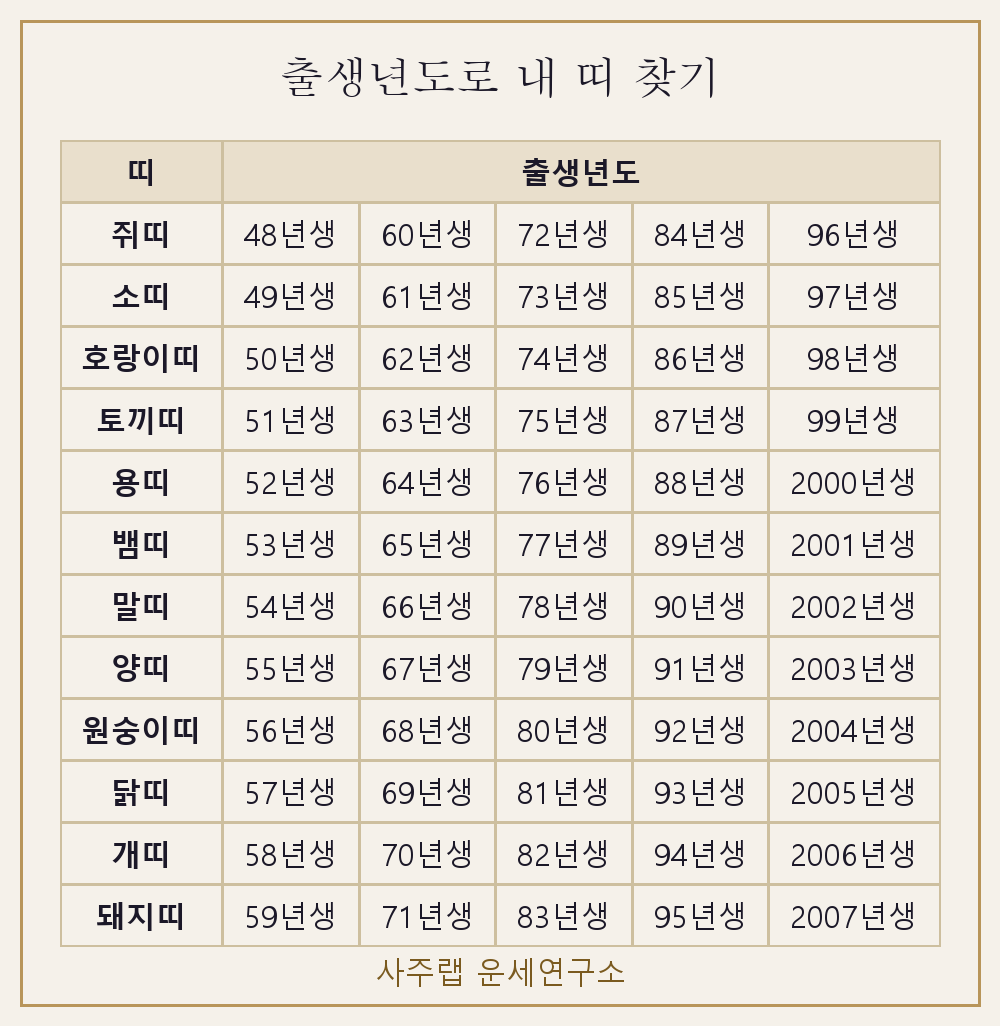 출생년도로 내 띠 찾기
띠 출생년도
쥐띠 48년생 60년생 72년생 84년생 96년생
소띠 49년생 61년생 73년생 85년생 97년생
호랑이띠 50년생 62년생 74년생 86년생 98년생
토끼띠 51년생 63년생 75년생 87년생 99년생
용띠 52년생 64년생 76년생 88년생 2000년생
뱀띠 53년생 65년생 77년생 89년생 2001년생
말띠 54년생 66년생 78년생 90년생 2002년생
양띠 55년생 67년생 79년생 91년생 2003년생
원숭이띠 56년생 68년생 80년생 92년생 2004년생
닭띠 57년생 69년생 81년생 93년생 2005년생
개띠 58년생 70년생 82년생 94년생 2006년생
돼지띠 59년생 71년생 83년생 95년생 2007년생
사주랩 운세연구소